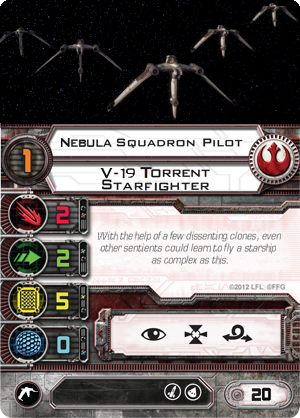 Nebula Squadron Pilot
1
V-19 Torrent
Starfighter
2
With the help of a few dissenting clones, even
other sentients could learn to fly a starship
as complex as this.
2
©2012 LFL ©FFG
5
0
20